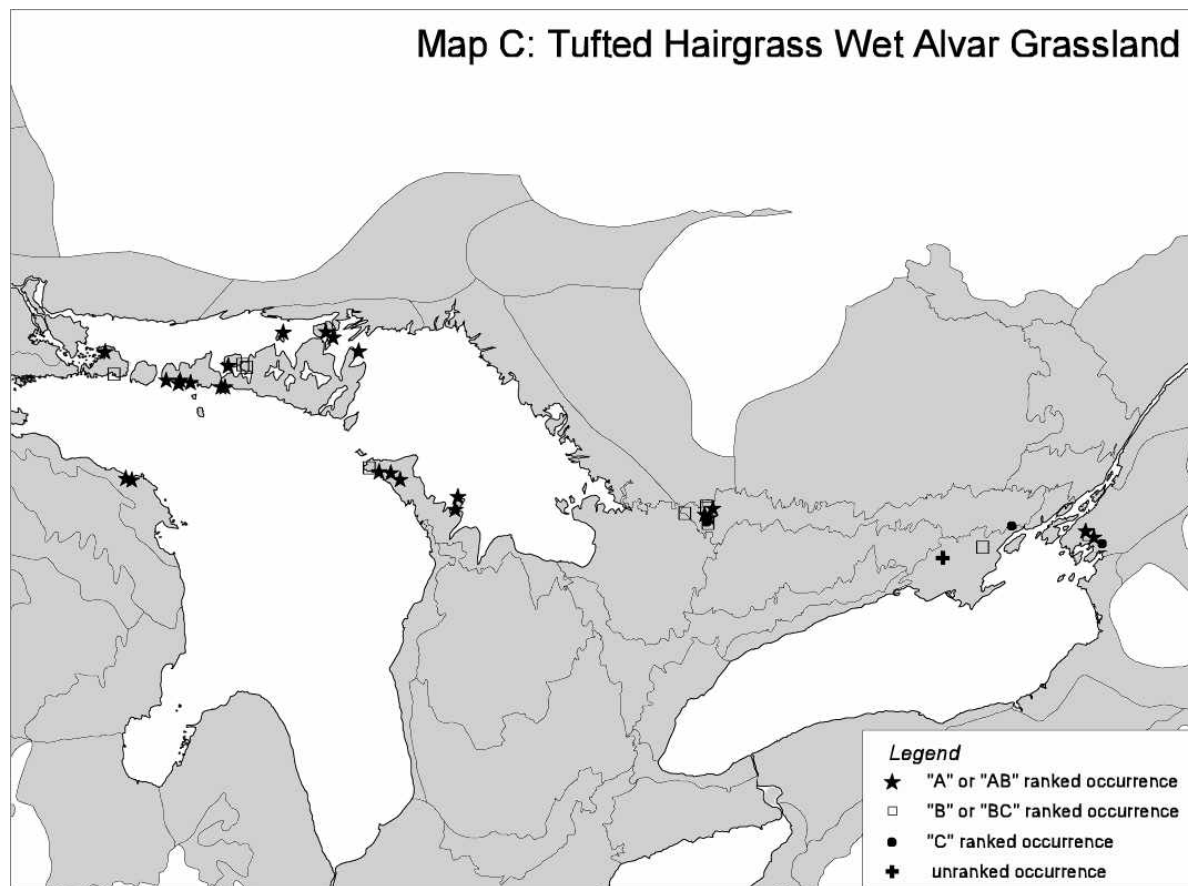 Map C: Tufted Hairgrass Wet Alvar Grassland
Legend
"A" or "AB" ranked occurrence
"B" or "BC" ranked occurrence
"C" ranked occurrence
unranked occurrence